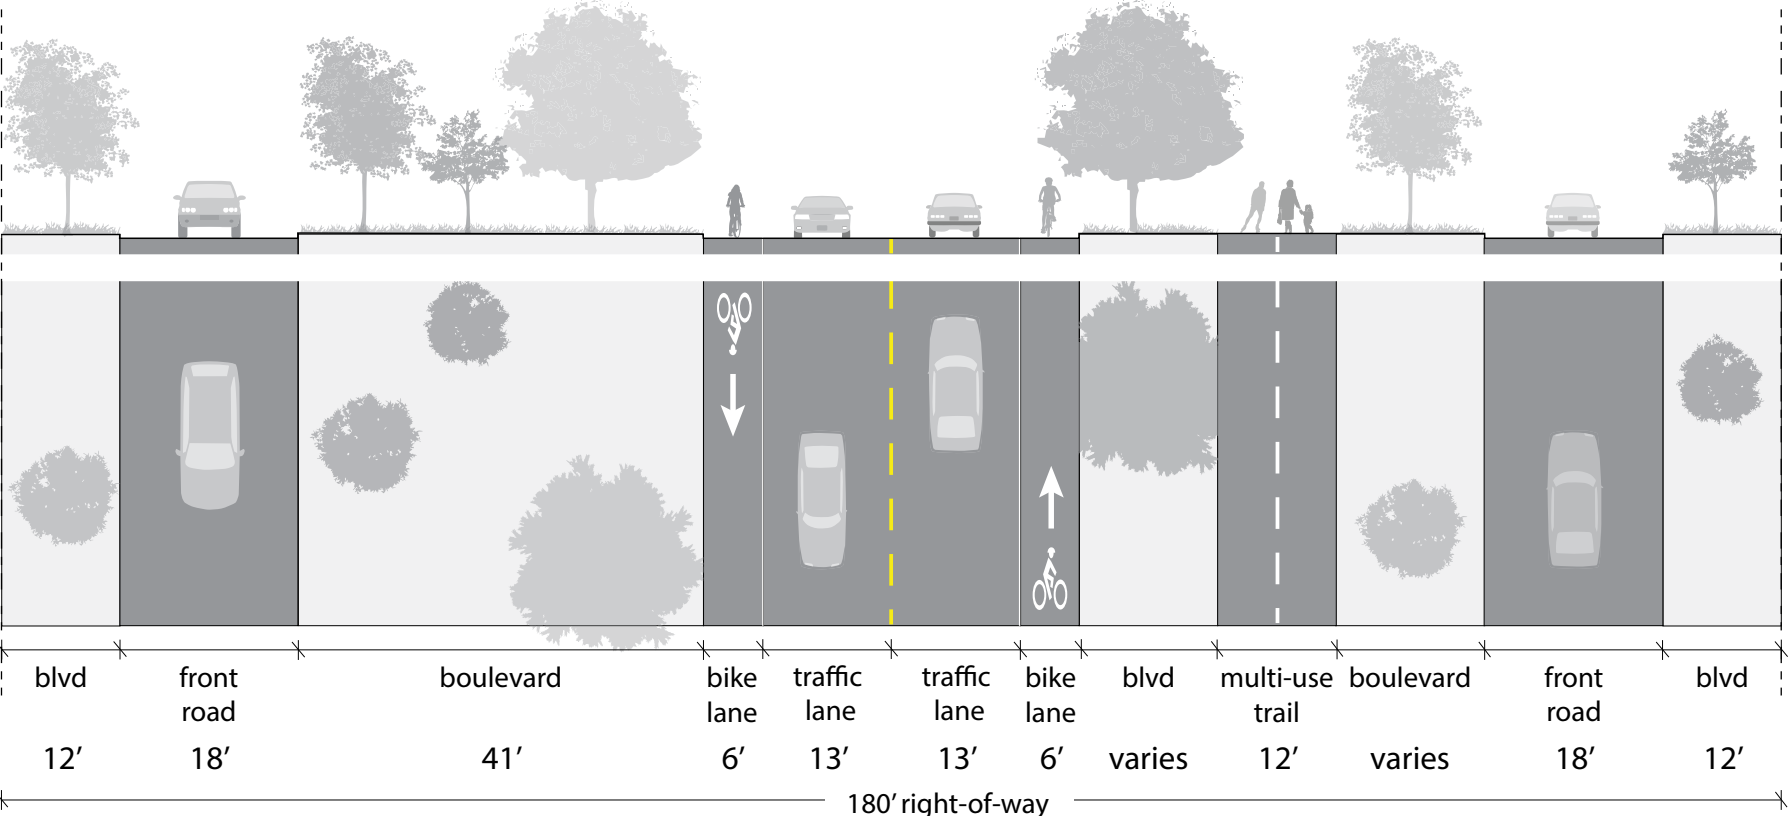 blvd front boulevard bike traffic traffic bike blvd multi-use boulevard front blvd
road lane lane lane lane trail road
12′ 18′ 41′ 6′ 13′ 13′ 6′ varies 12′ varies 18′ 12′
180′ right-of-way